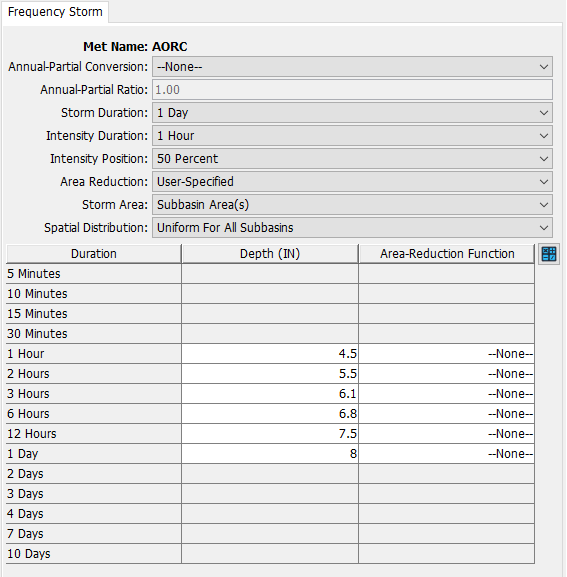 Frequency Storm
Met Name: AORC
Annual-Partial Conversion: --None--
Annual-Partial Ratio: 1.00
Storm Duration: 1 Day
Intensity Duration: 1 Hour
Intensity Position: 50 Percent
Area Reduction: User-Specified
Storm Area: Subbasin Area(s)
Spatial Distribution: Uniform For All Subbasins
Duration Depth (IN) Area-Reduction Function
5 Minutes
10 Minutes
15 Minutes
30 Minutes
1 Hour 4.5 --None--
2 Hours 5.5 --None--
3 Hours 6.1 --None--
6 Hours 6.8 --None--
12 Hours 7.5 --None--
1 Day 8 --None--
2 Days
3 Days
4 Days
7 Days
10 Days